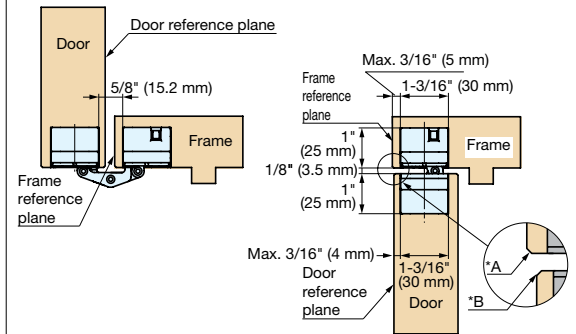 Door reference plane
Door
5/8" (15.2 mm)
Frame
Frame
reference
plane
Max. 3/16" (5 mm)
Frame
reference
plane
1-3/16" (30 mm)
1"
(25 mm)
Frame
1/8" (3.5 mm)
1"
(25 mm)
Max. 3/16" (4 mm)
Door
reference
plane
1-3/16"
(30 mm)
Door
*A
*B